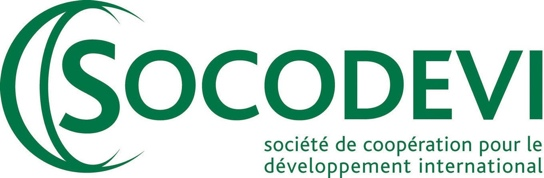 SOCODEVI
société de coopération pour le
développement international